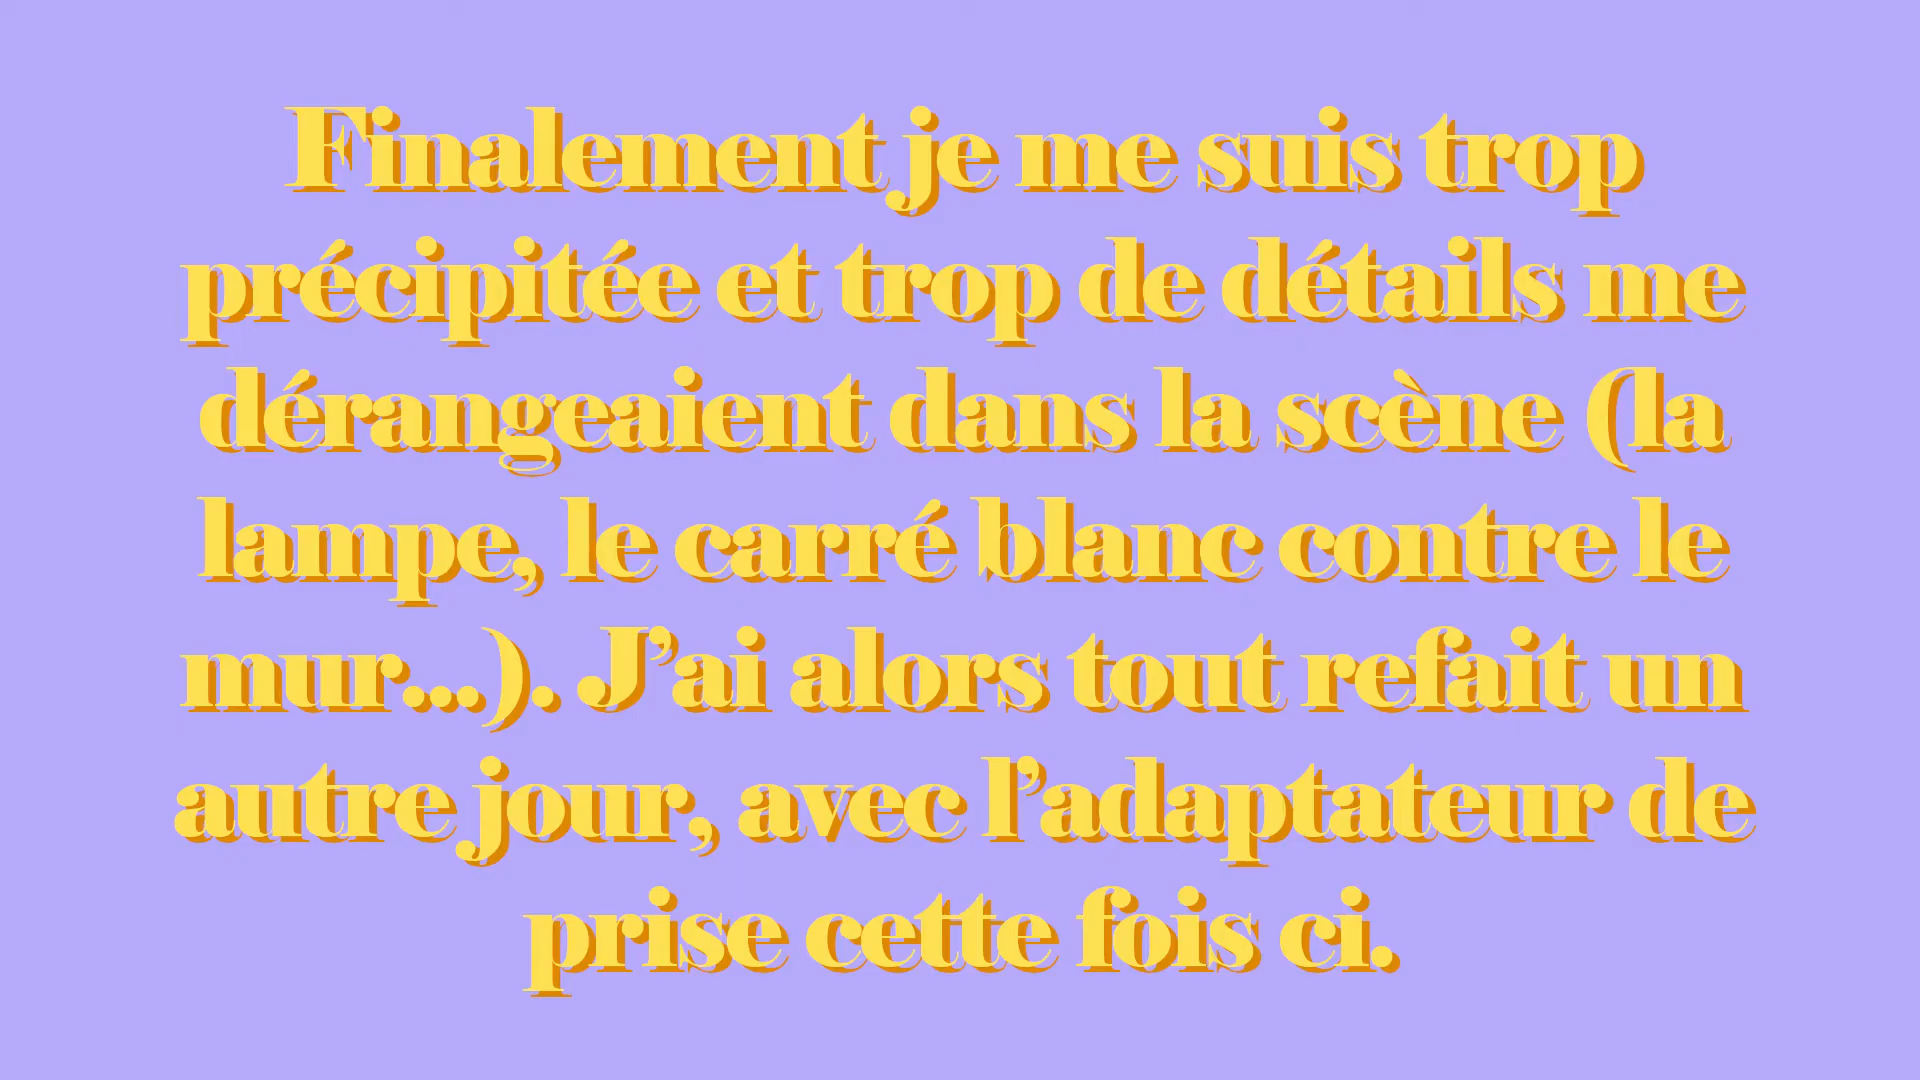 Finalement je me suis trop
précipitée et trop de détails me
dérangeaient dans la scène (la
lampe, le carré blanc contre le
mur...). J’ai alors tout refait un
autre jour, avec l’adaptateur de
prise cette fois ci.